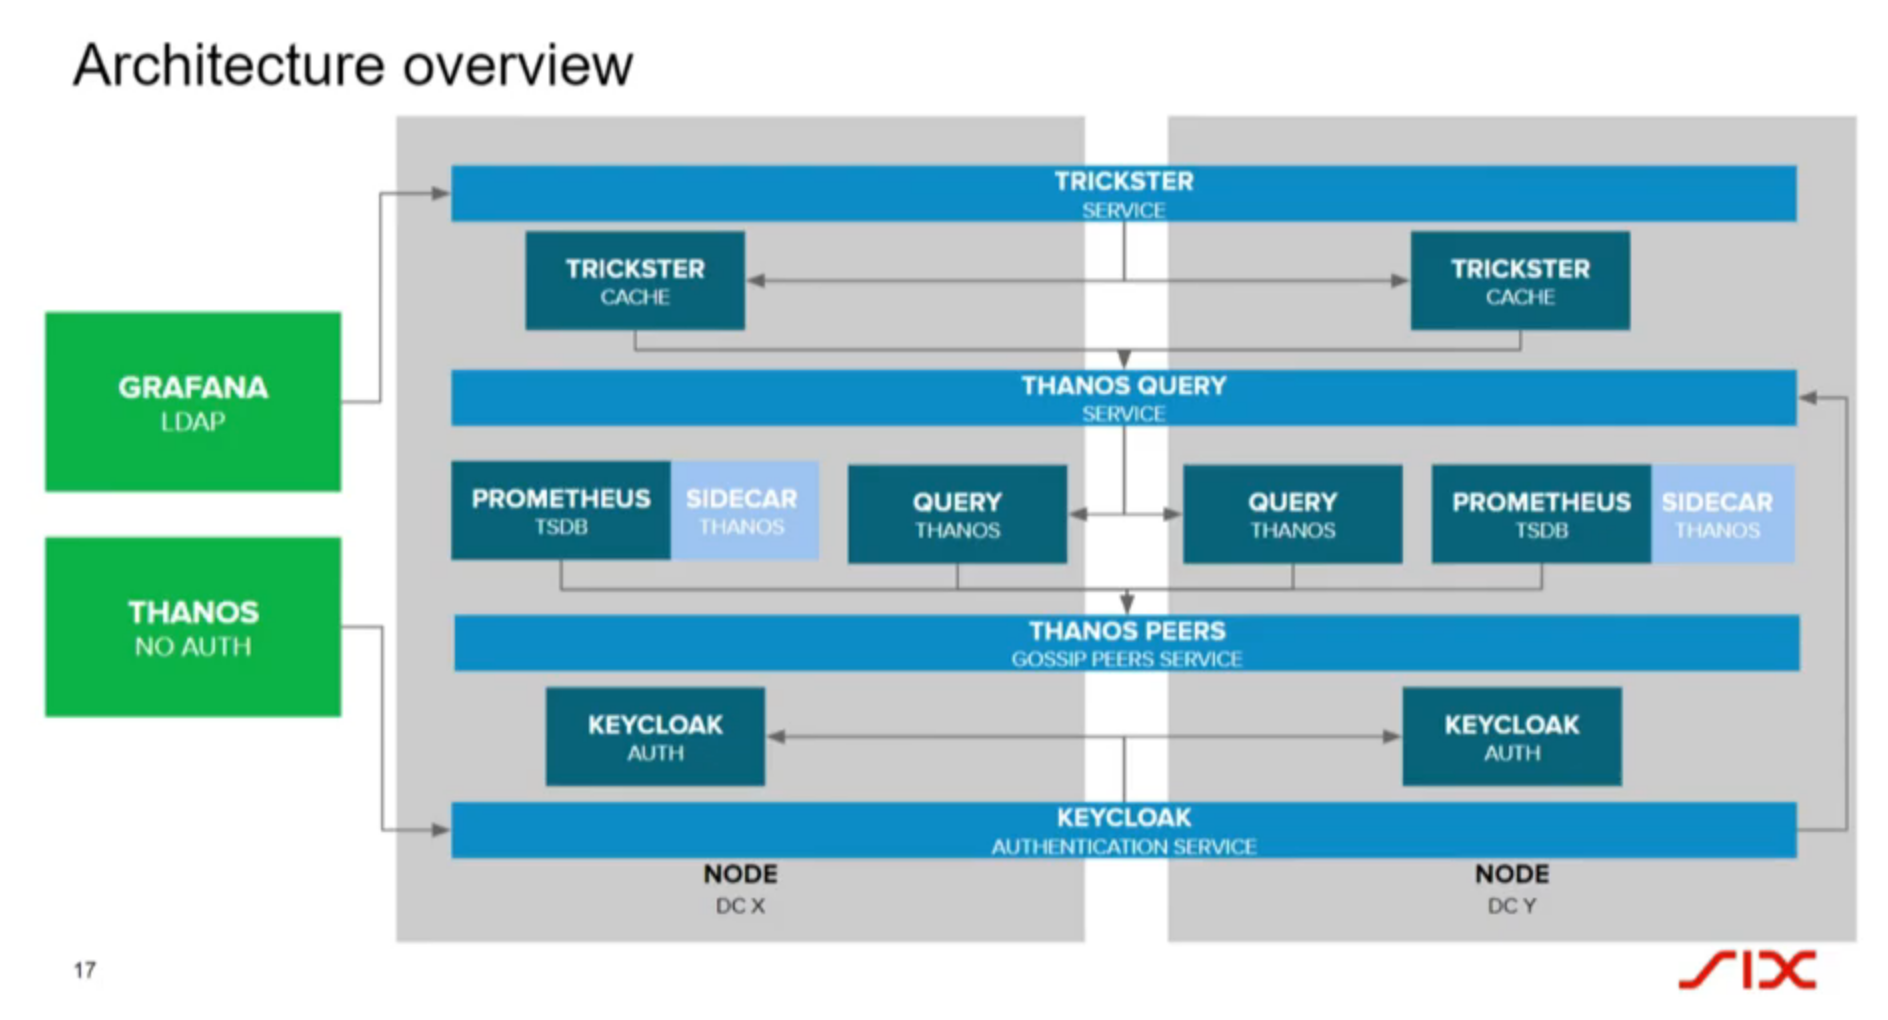 Architecture overview
TRICKSTER
SERVICE
TRICKSTER
CACHE
TRICKSTER
CACHE
GRAFANA
LDAP
THANOS QUERY
SERVICE
PROMETHEUS
TSDB
SIDECAR
THANOS
QUERY
THANOS
QUERY
THANOS
PROMETHEUS
TSDB
SIDECAR
THANOS
THANOS
NO AUTH
THANOS PEERS
GOSSIP PEERS SERVICE
KEYCLOAK
AUTH
KEYCLOAK
AUTH
KEYCLOAK
AUTHENTICATION SERVICE
NODE
DC X
NODE
DC Y
17
SIX